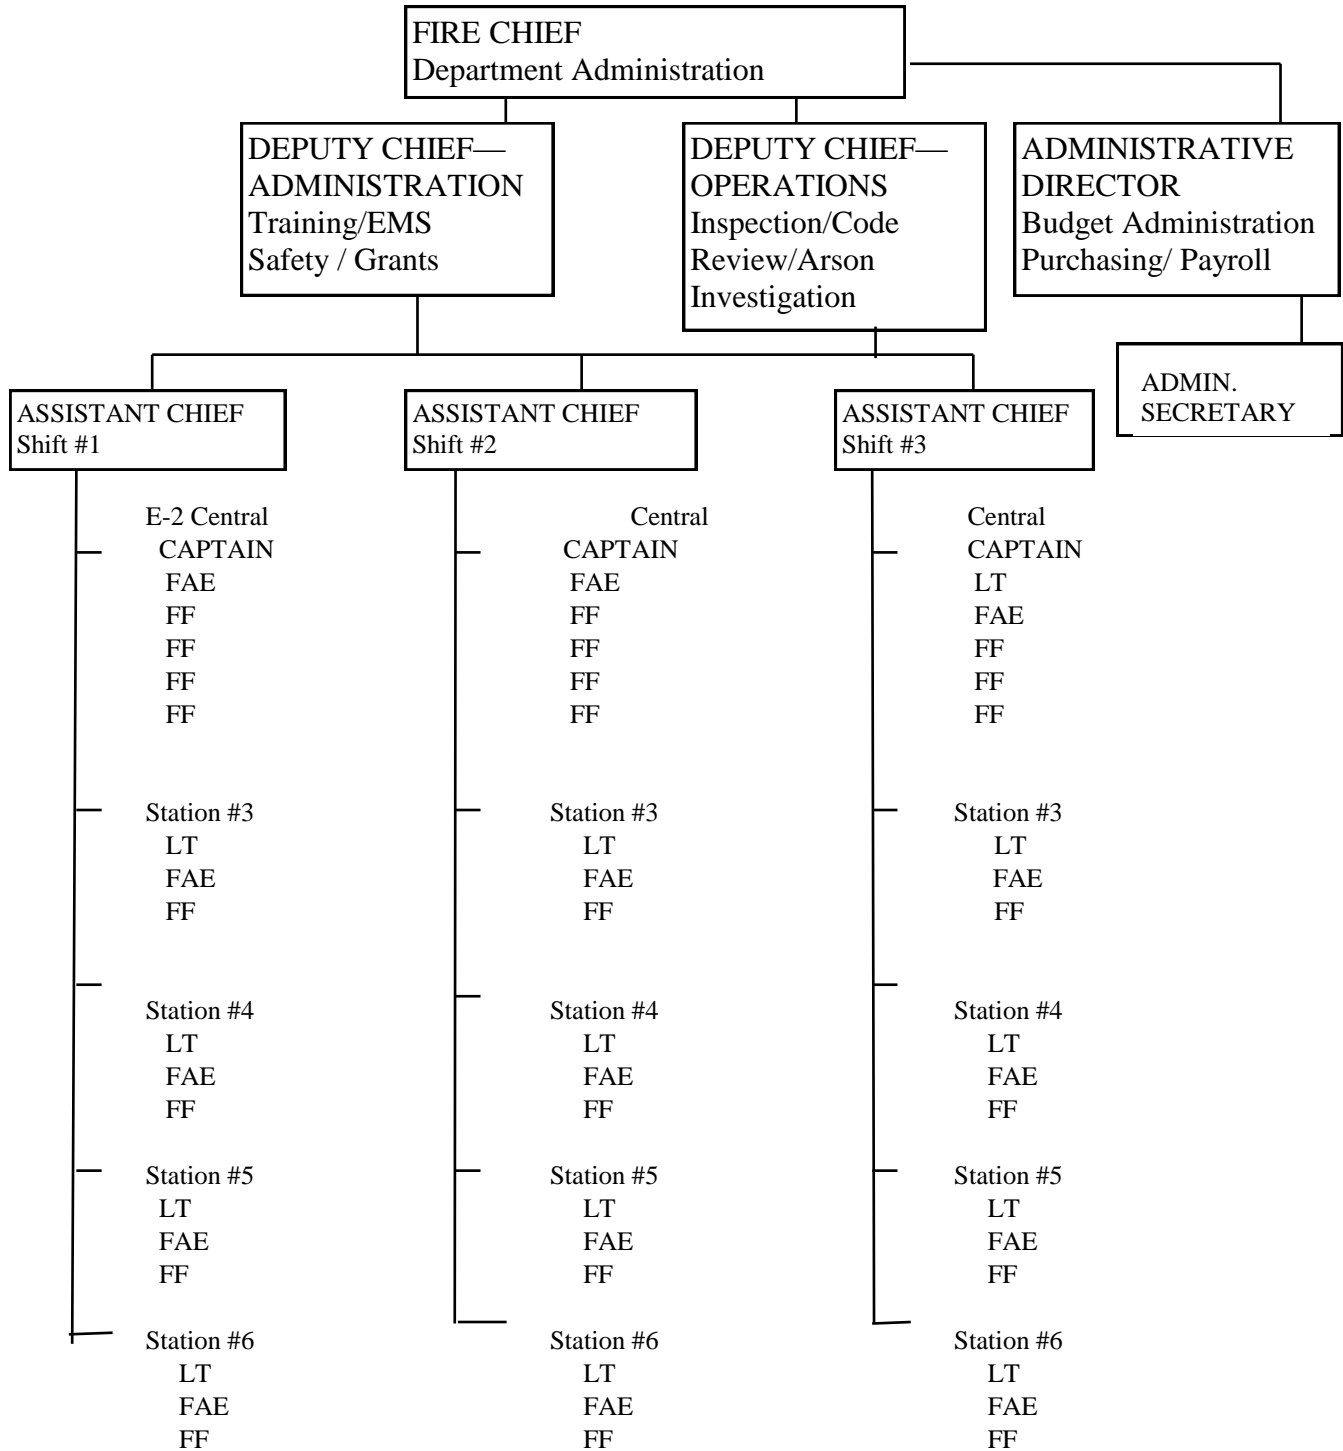 FIRE CHIEF
Department Administration
DEPUTY CHIEF—
ADMINISTRATION
Training/EMS
Safety / Grants
DEPUTY CHIEF—
OPERATIONS
Inspection/Code
Review/Arson
Investigation
ADMINISTRATIVE
DIRECTOR
Budget Administration
Purchasing/ Payroll
ADMIN.
SECRETARY
ASSISTANT CHIEF
Shift #1
E-2 Central
CAPTAIN
FAE
FF
FF
FF
FF
Station #3
LT
FAE
FF
Station #4
LT
FAE
FF
Station #5
LT
FAE
FF
Station #6
LT
FAE
FF
ASSISTANT CHIEF
Shift #2
Central
CAPTAIN
FAE
FF
FF
FF
FF
Station #3
LT
FAE
FF
Station #4
LT
FAE
FF
Station #5
LT
FAE
FF
Station #6
LT
FAE
FF
ASSISTANT CHIEF
Shift #3
Central
CAPTAIN
LT
FAE
FF
FF
FF
Station #3
LT
FAE
FF
Station #4
LT
FAE
FF
Station #5
LT
FAE
FF
Station #6
LT
FAE
FF